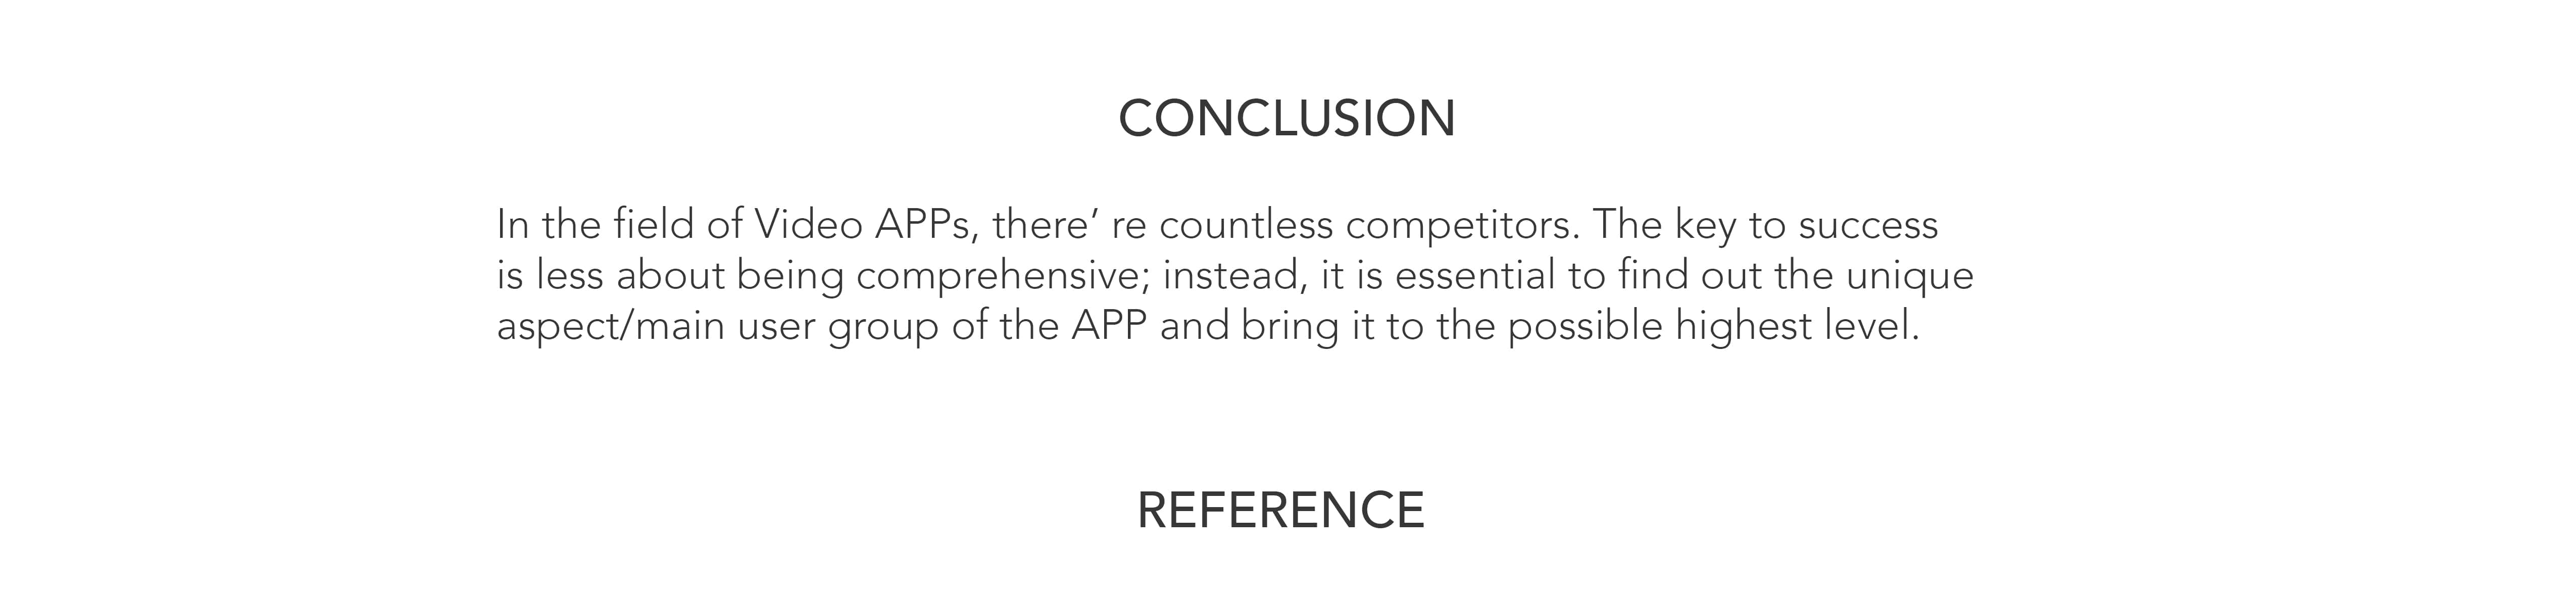 CONCLUSION
In the field of Video APPs, there’ re countless competitors. The key to success
is less about being comprehensive; instead, it is essential to find out the unique
aspect/main user group of the APP and bring it to the possible highest level.
REFERENCE